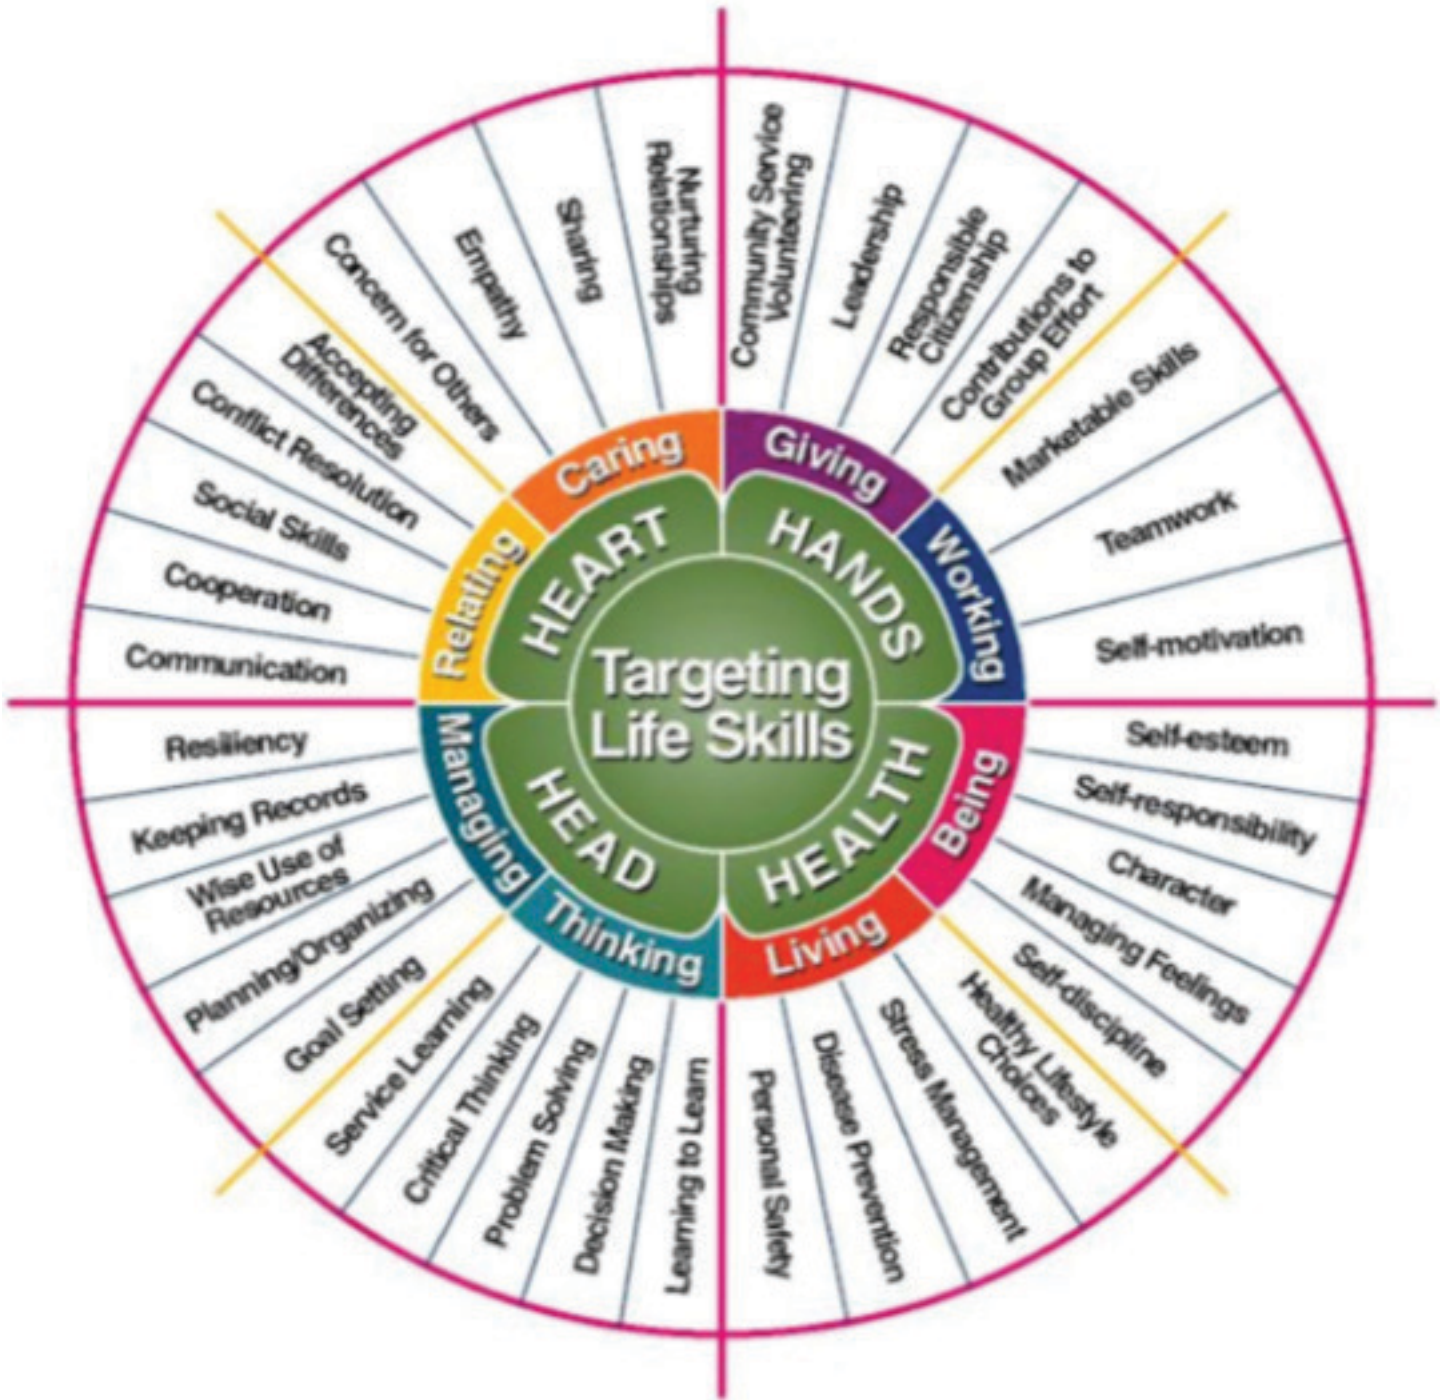 Targeting
Life Skills
HEART
HANDS
HEALTH
HEAD
Caring
Giving
Working
Being
Living
Thinking
Managing
Relating
Community Service
Volunteering
Leadership
Responsible
Citizenship
Contributions to
Group Effort
Marketable Skills
Teamwork
Self-motivation
Self-esteem
Self-responsibility
Character
Managing Feelings
Self-discipline
Healthy Lifestyle
Choices
Stress Management
Disease Prevention
Personal Safety
Learning to Learn
Decision Making
Problem Solving
Critical Thinking
Service Learning
Goal Setting
Planning/Organizing
Wise Use of
Resources
Keeping Records
Resiliency
Communication
Cooperation
Social Skills
Conflict Resolution
Accepting
Differences
Concern for Others
Empathy
Sharing
Nurturing
Relationships